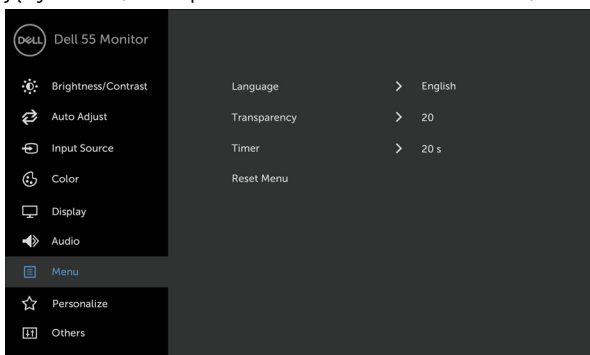 DELL Dell 55 Monitor
Brightness/Contrast
Auto Adjust
Input Source
Color
Display
Audio
Menu
Personalize
Others
Language > English
Transparency > 20
Timer > 20 s
Reset Menu